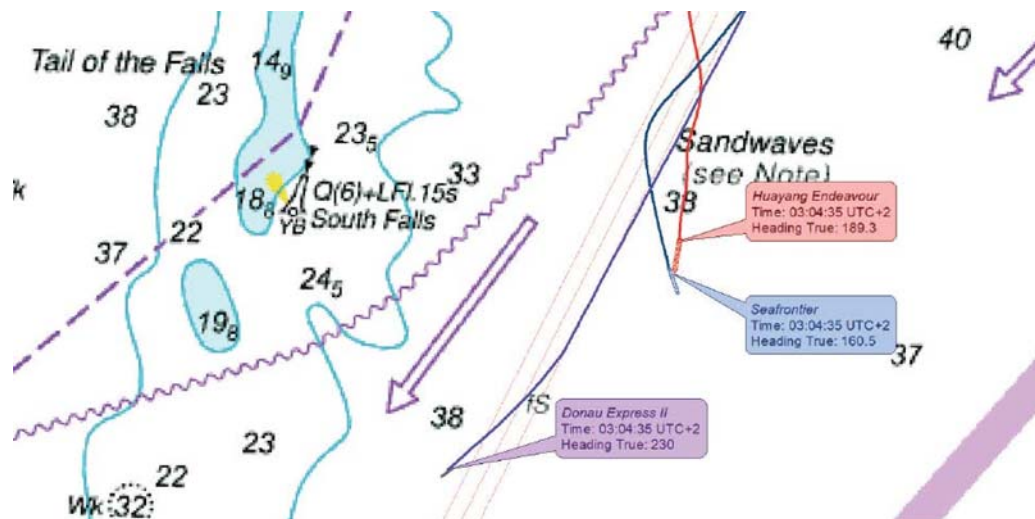 Tail of the Falls
14₉
40
23
38
23₅
Sandwaves
(see Note)
33
k
Q(6)+LFl.15s
18₈
YB
South Falls
38
22
37
Huayang Endeavour
Time: 03:04:35 UTC+2
Heading True: 189.3
24₅
19₈
Seafrontier
Time: 03:04:35 UTC+2
Heading True: 160.5
37
38
fS
Donau Express II
Time: 03:04:35 UTC+2
Heading True: 230
23
22
Wk 32